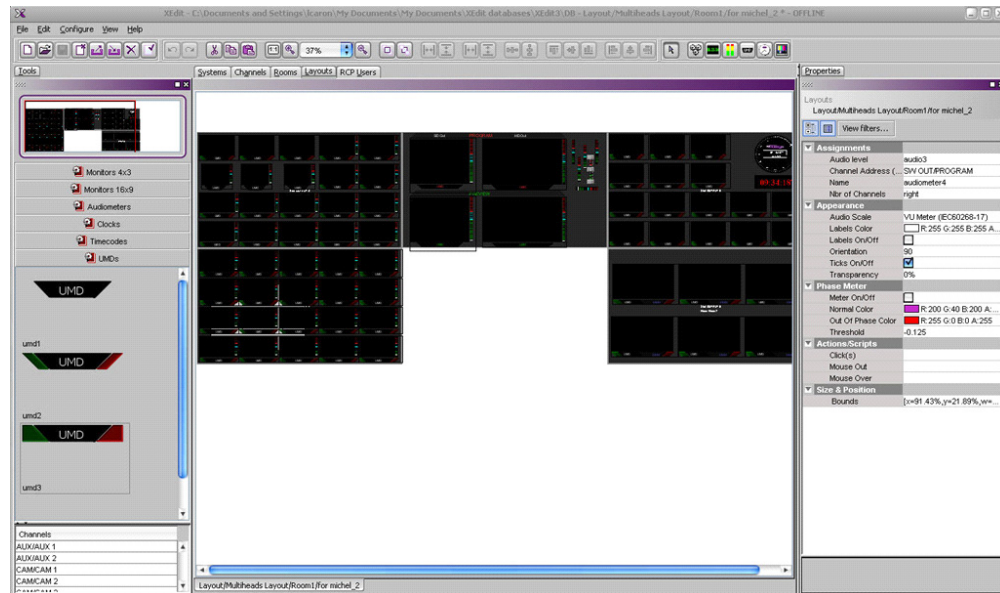 XEdit - C:\Documents and Settings\lcaron\My Documents\My Documents\XEdit databases\XEdit3\DB - Layout/Multiheads Layout/Room1/for michel_2 * - OFFLINE
File Edit Configure View Help
37%
Tools
Systems Channels Rooms Layouts RCP Users
Properties
Layouts
Layout/Multiheads Layout/Room1/for michel_2
View filters...
Monitors 4x3
Monitors 16x9
Audiometers
Clocks
Timecodes
UMDs
UMD
umd1
UMD
umd2
UMD
umd3
Channels
AUX/AUX 1
AUX/AUX 2
CAM/CAM 1
CAM/CAM 2
CAM/CAM 3
PROGRAM
Assignments
Audio level audio3
Channel Address (... SW OUT/PROGRAM
Name audiometer4
Nbr of Channels right
Appearance
Audio Scale VU Meter (IEC60268-17)
Labels Color R:255 G:255 B:255 A...
Labels On/Off
Orientation 90
Ticks On/Off
Transparency 0%
Phase Meter
Meter On/Off
Normal Color R:200 G:40 B:200 A:...
Out Of Phase Color R:255 G:0 B:0 A:255
Threshold -0.125
Actions/Scripts
Click(s)
Mouse Out
Mouse Over
Size & Position
Bounds [x=91.43%,y=21.89%,w=...
Layout/Multiheads Layout/Room1/for michel_2